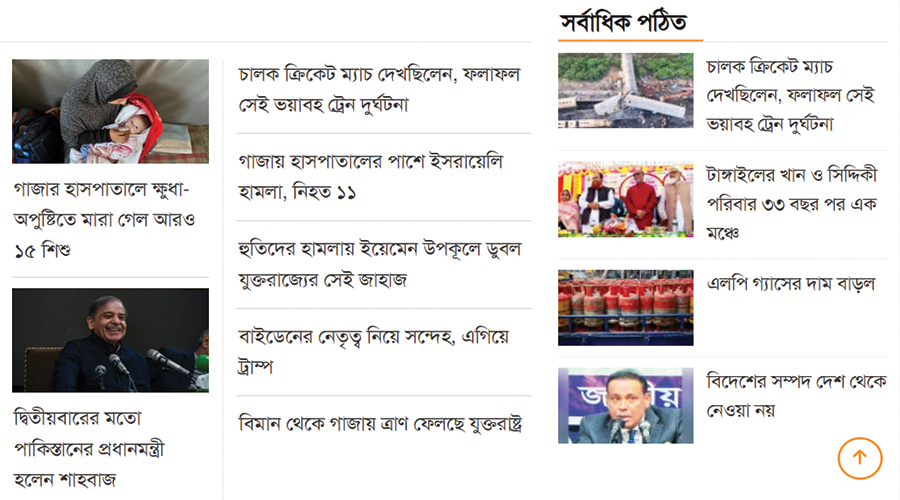 গাজার হাসপাতালে ক্ষুধা-
অপুষ্টিতে মারা গেল আরও
১৫ শিশু
দ্বিতীয়বারের মতো
পাকিস্তানের প্রধানমন্ত্রী
হলেন শাহবাজ
চালক ক্রিকেট ম্যাচ দেখছিলেন, ফলাফল
সেই ভয়াবহ ট্রেন দুর্ঘটনা
গাজায় হাসপাতালের পাশে ইসরায়েলি
হামলা, নিহত ১১
হুতিদের হামলায় ইয়েমেন উপকূলে ডুবল
যুক্তরাজ্যের সেই জাহাজ
বাইডেনের নেতৃত্ব নিয়ে সন্দেহ, এগিয়ে
ট্রাম্প
বিমান থেকে গাজায় ত্রাণ ফেলছে যুক্তরাষ্ট্র
সর্বাধিক পঠিত
চালক ক্রিকেট ম্যাচ
দেখছিলেন, ফলাফল সেই
ভয়াবহ ট্রেন দুর্ঘটনা
টাঙ্গাইলের খান ও সিদ্দিকী
পরিবার ৩৩ বছর পর এক
মঞ্চে
এলপি গ্যাসের দাম বাড়ল
বিদেশের সম্পদ দেশ থেকে
নেওয়া নয়